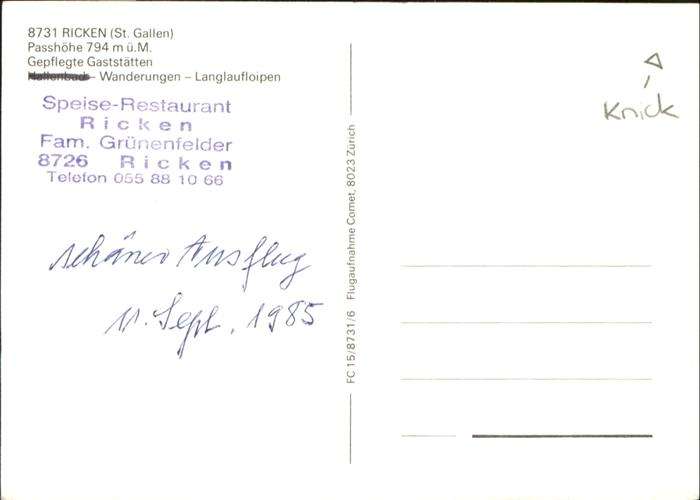 8731 RICKEN (St. Gallen)
Passhöhe 794 m ü.M.
Gepflegte Gaststätten
Hallenbad – Wanderungen – Langlaufloipen
Speise-Restaurant
Ricken
Fam. Grünenfelder
8726 Ricken
Telefon 055 88 10 66
schöner Ausflug
11. Sept. 1985
FC 15/8731/6 Flugaufnahme Comet, 8023 Zürich
Knick